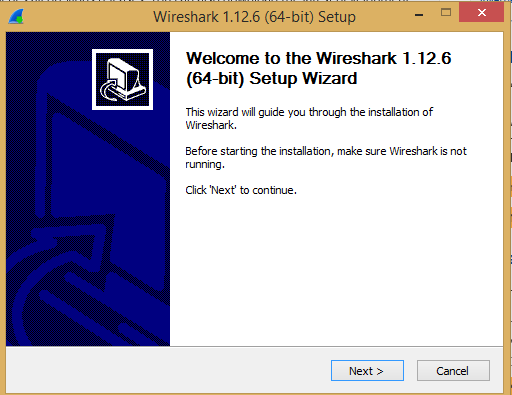 Wireshark 1.12.6 (64-bit) Setup
Welcome to the Wireshark 1.12.6
(64-bit) Setup Wizard
This wizard will guide you through the installation of
Wireshark.
Before starting the installation, make sure Wireshark is not
running.
Click 'Next' to continue.
Next >
Cancel